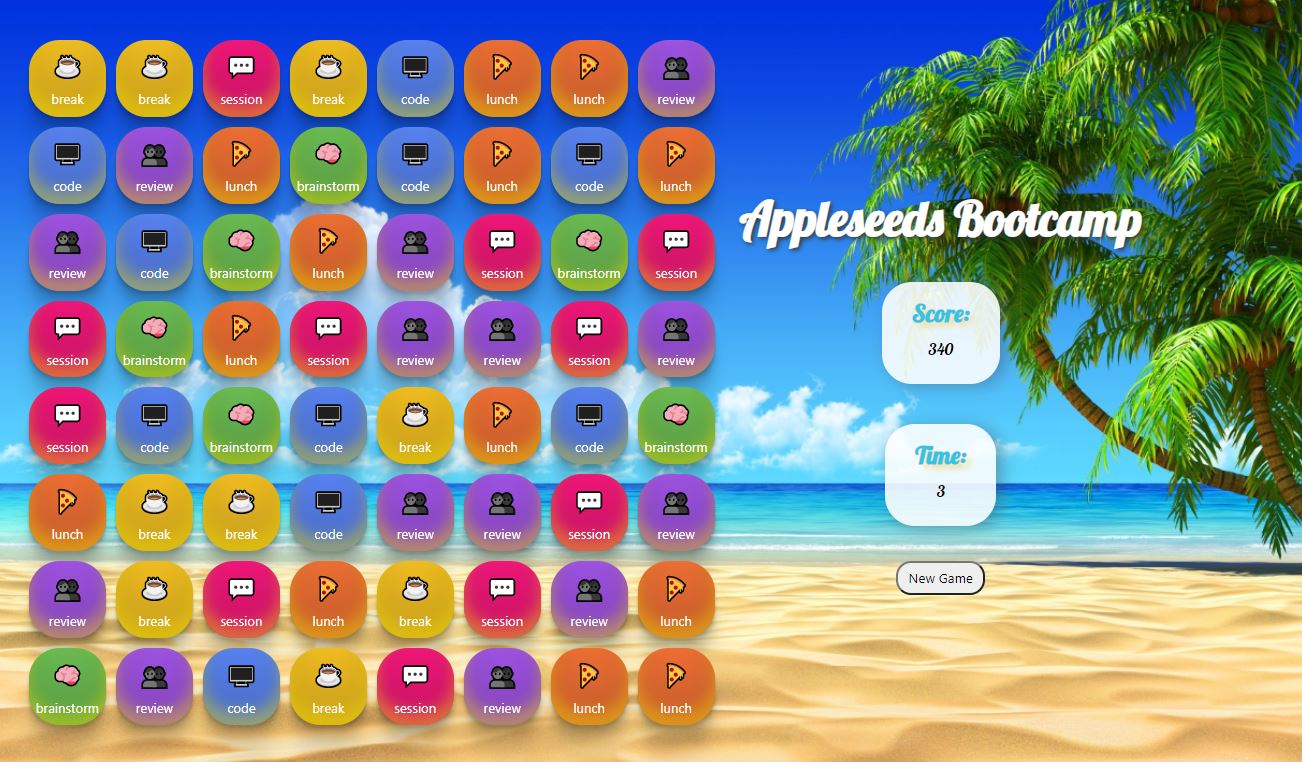 break break session break code lunch lunch review
code review lunch brainstorm code lunch code lunch
review code brainstorm lunch review session brainstorm session
session brainstorm lunch session review review session review
session code brainstorm code break lunch code brainstorm
lunch break break code review review session review
review break session lunch break session review lunch
brainstorm review code break session review lunch lunch
Appleseeds Bootcamp
Score:
340
Time:
3
New Game